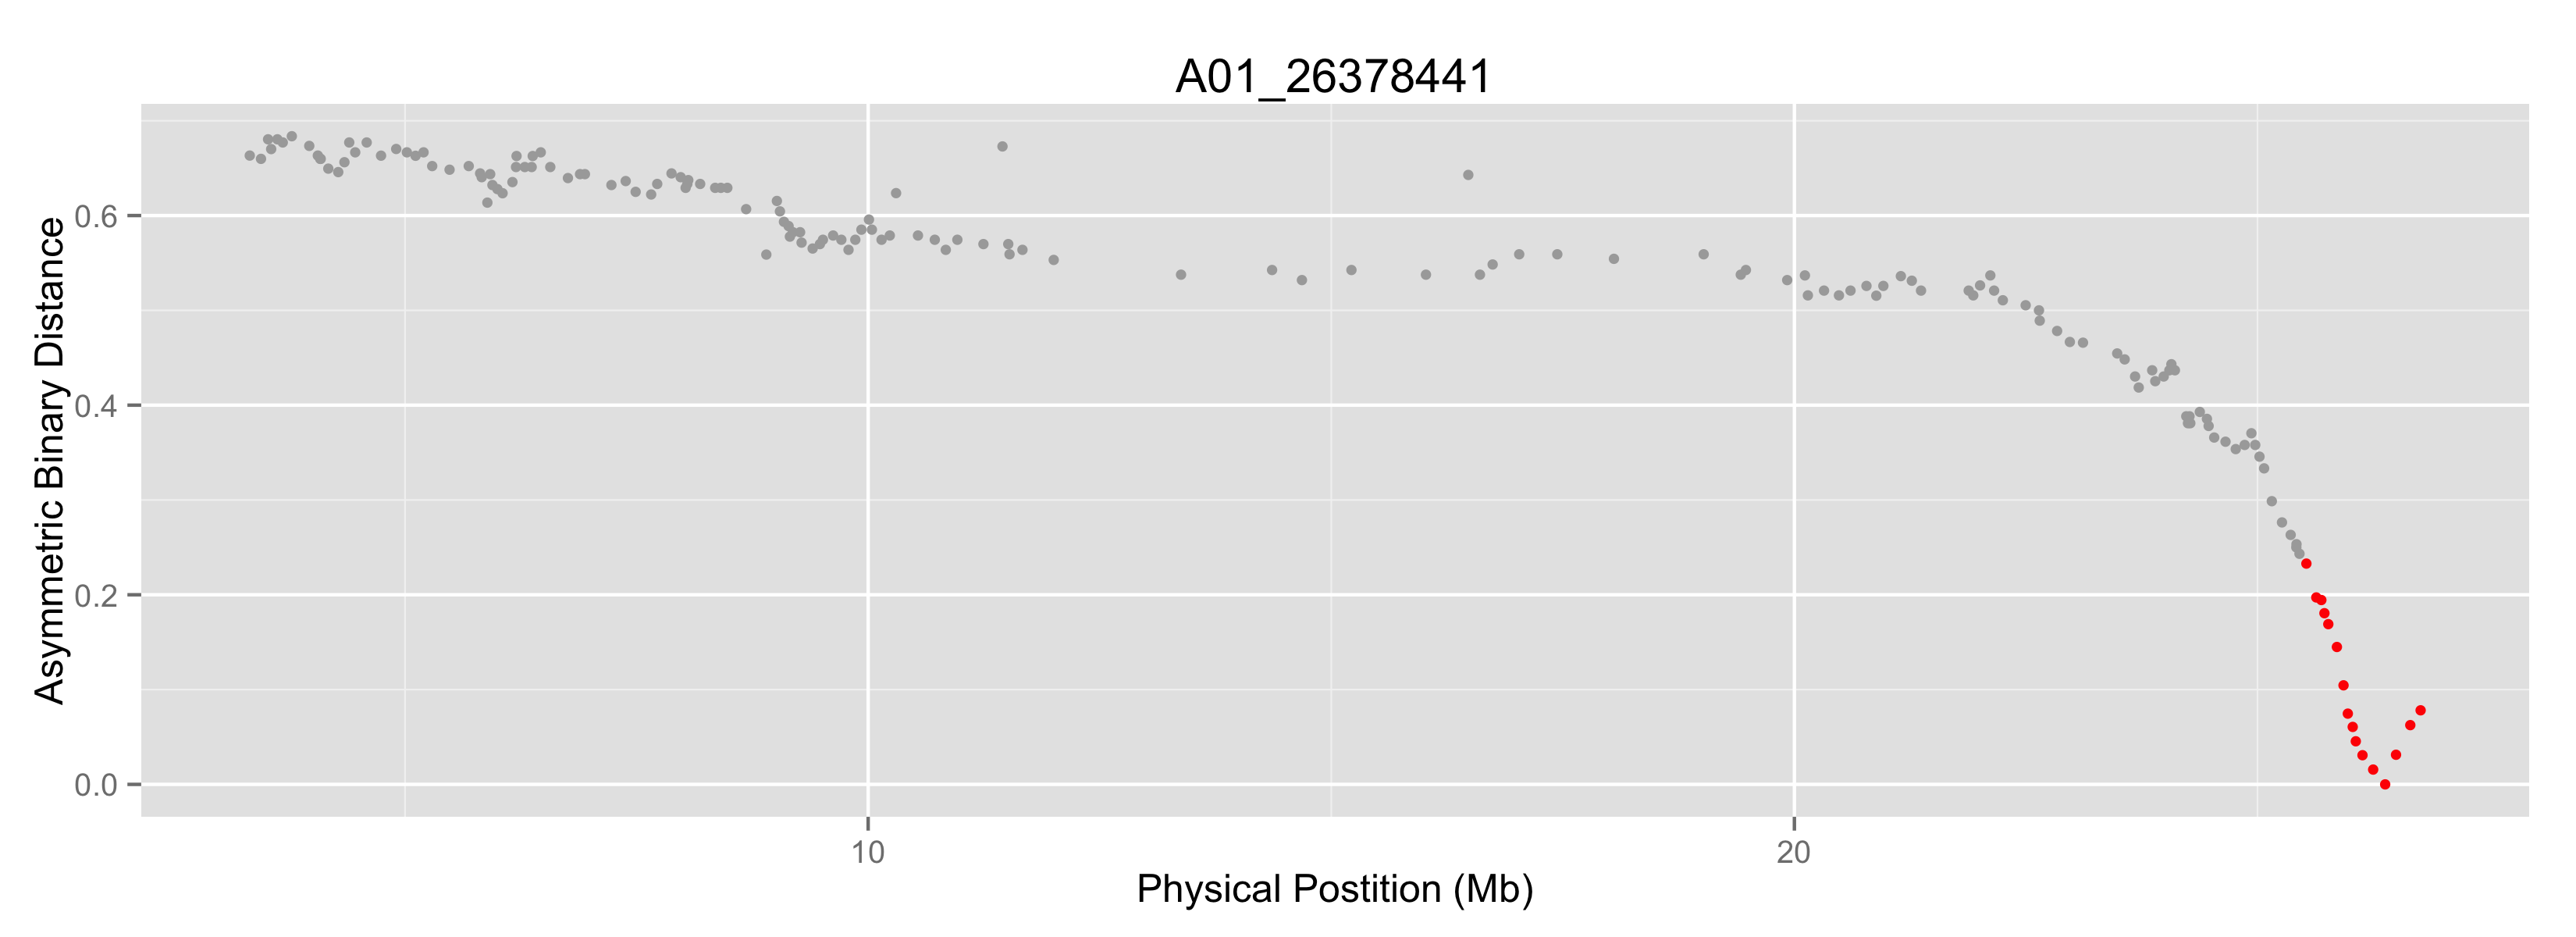 A01_26378441
Asymmetric Binary Distance
0.6
0.4
0.2
0.0
10 20
Physical Postition (Mb)